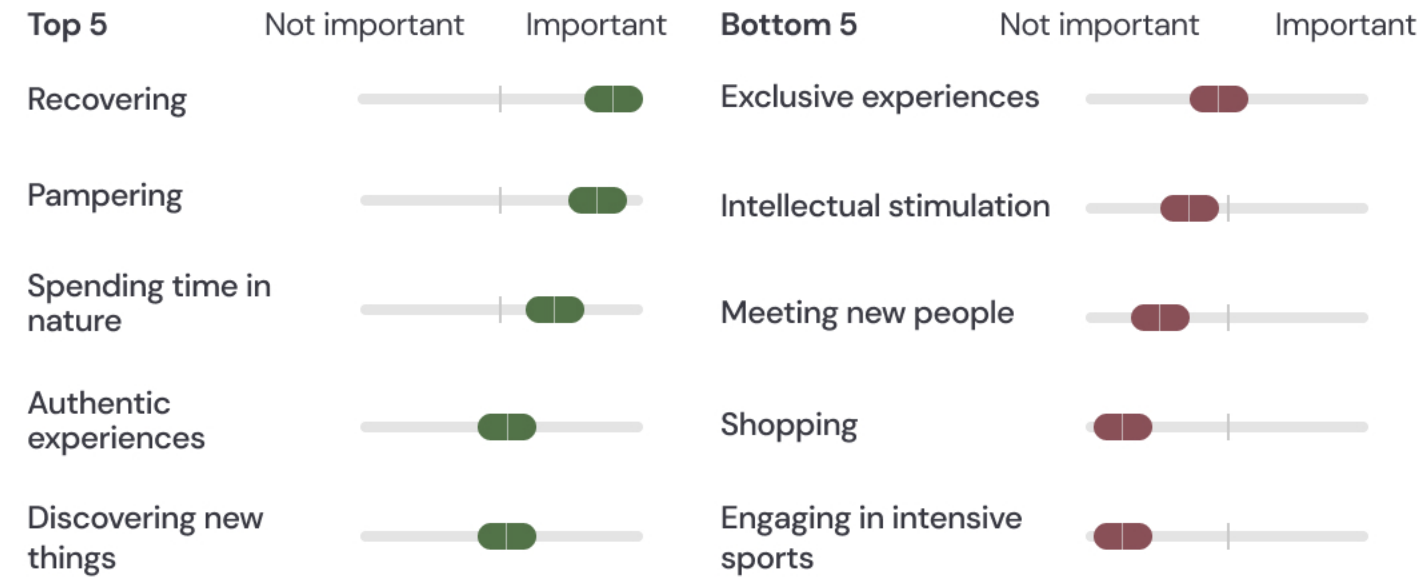 Top 5
Not important
Important
Recovering
Pampering
Spending time in
nature
Authentic
experiences
Discovering new
things
Bottom 5
Not important
Important
Exclusive experiences
Intellectual stimulation
Meeting new people
Shopping
Engaging in intensive
sports